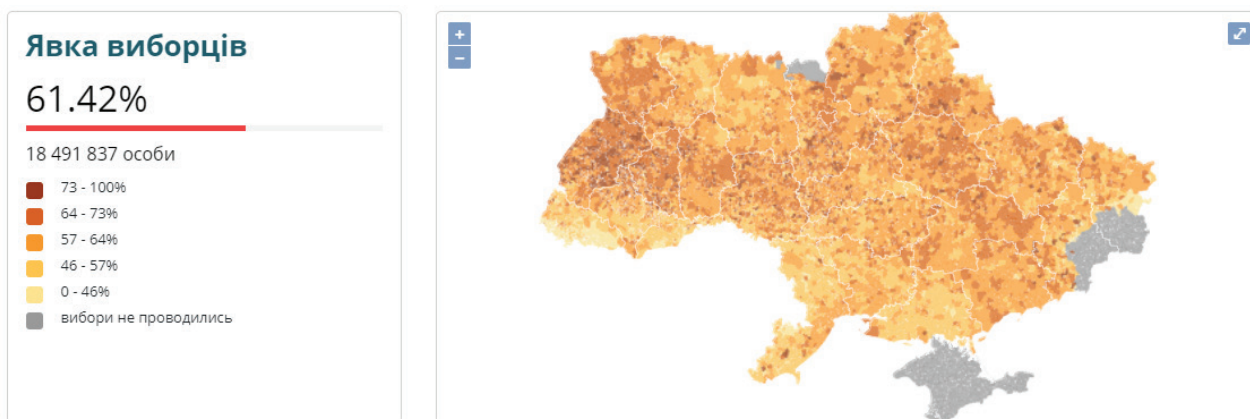 Явка виборців
61.42%
18 491 837 особи
73 - 100%
64 - 73%
57 - 64%
46 - 57%
0 - 46%
вибори не проводились
+
−